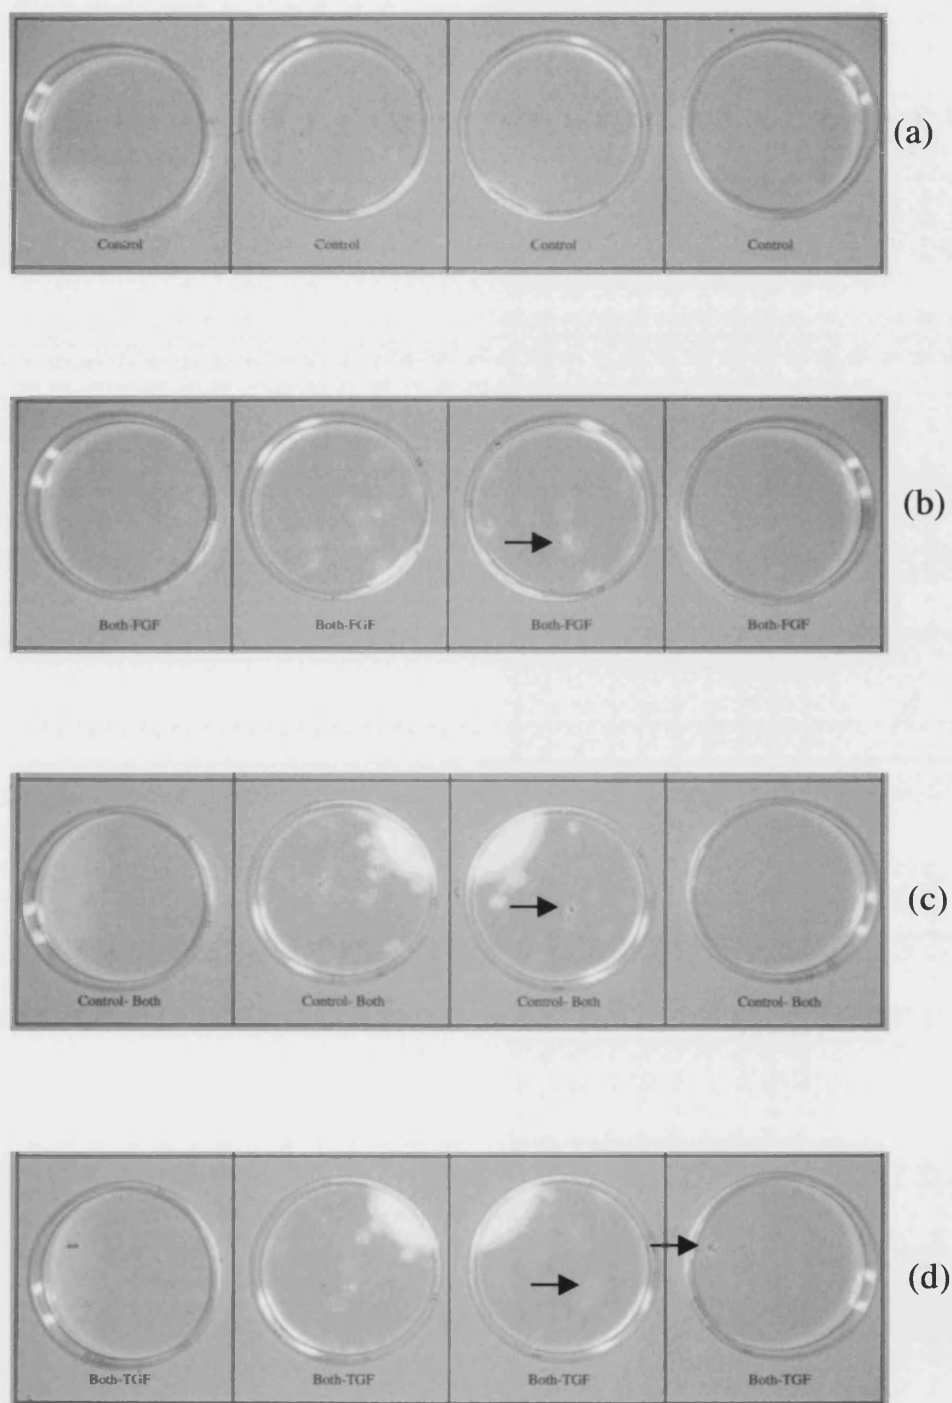 (a)
Control Control Control Control
(b)
Both-FGF Both-FGF Both-FGF Both-FGF
(c)
Control- Both Control- Both Control- Both Control- Both
(d)
Both-TGF Both-TGF Both-TGF Both-TGF